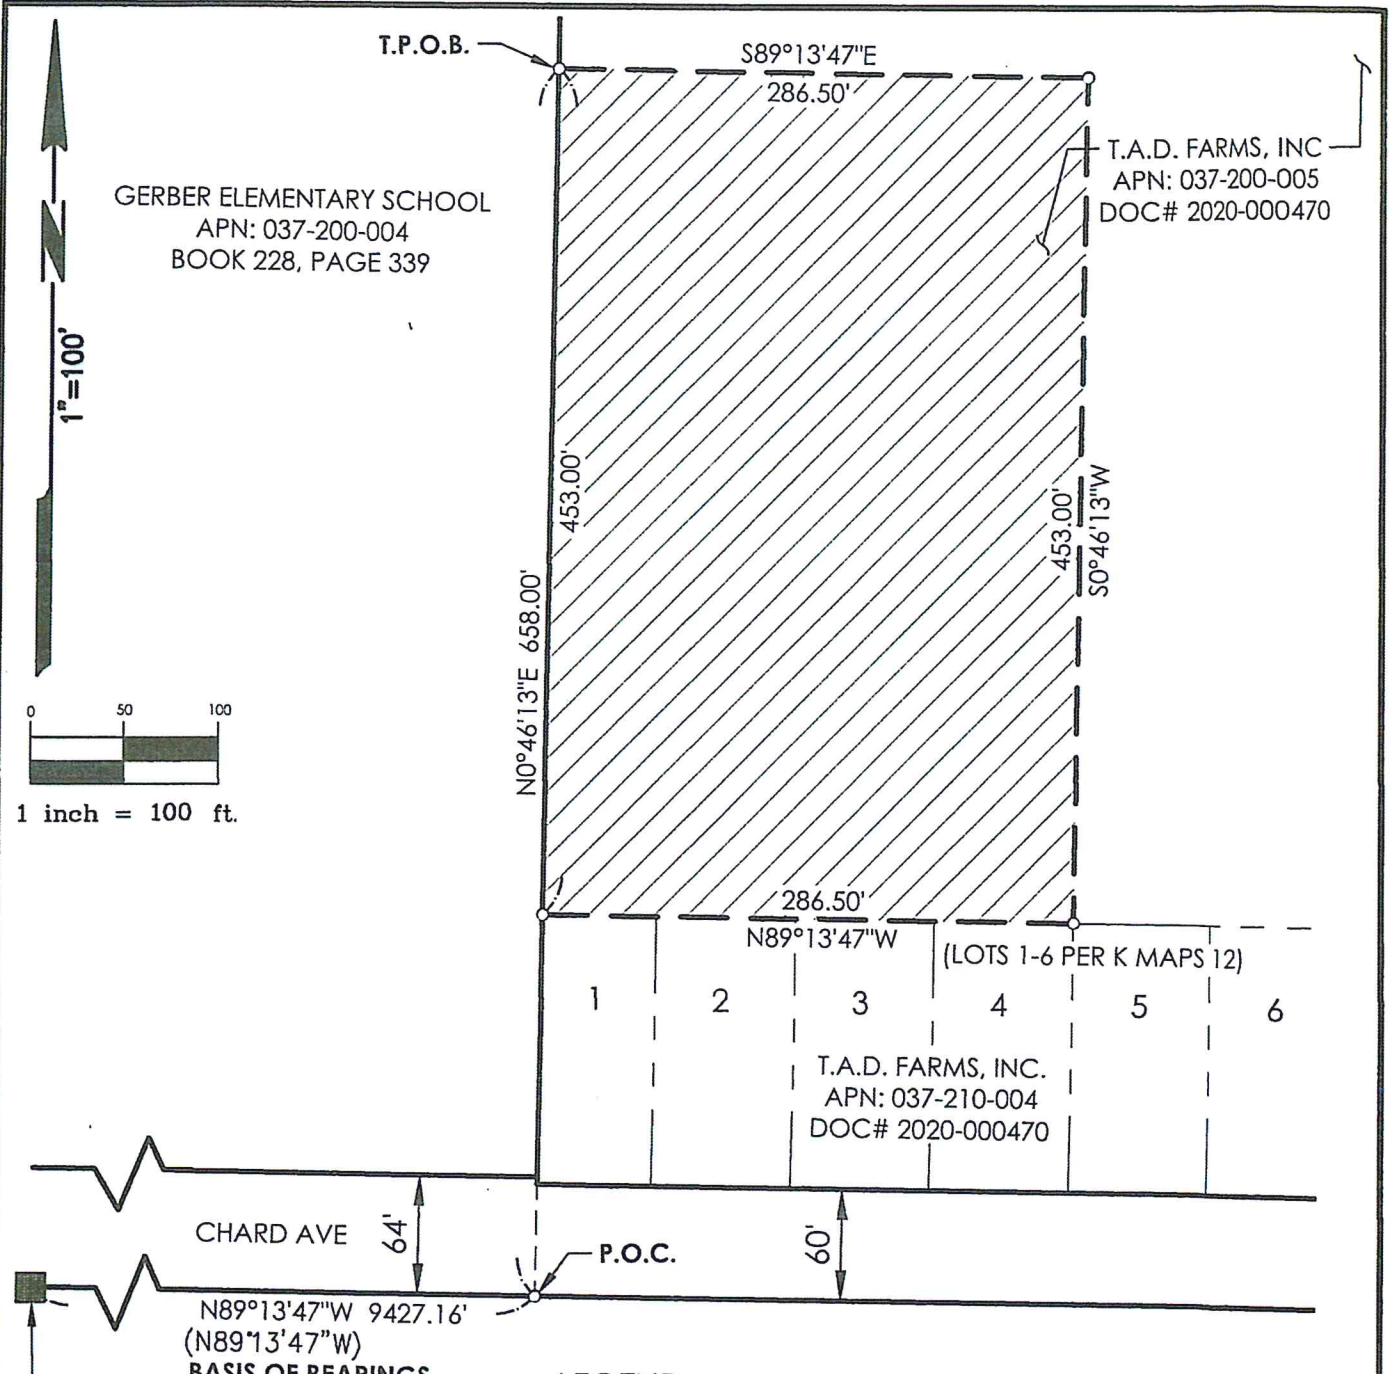 T.P.O.B.
S89°13'47"E
286.50'
T.A.D. FARMS, INC
APN: 037-200-005
DOC# 2020-000470
GERBER ELEMENTARY SCHOOL
APN: 037-200-004
BOOK 228, PAGE 339
N
1"=100'
453.00'
453.00'
S0°46'13"W
N0°46'13"E 658.00'
0 50 100
1 inch = 100 ft.
286.50'
N89°13'47"W
(LOTS 1-6 PER K MAPS 12)
1 2 3 4 5 6
T.A.D. FARMS, INC.
APN: 037-210-004
DOC# 2020-000470
CHARD AVE
64'
60'
P.O.C.
N89°13'47"W 9427.16'
(N89°13'47"W)
BASIS OF BEARINGS